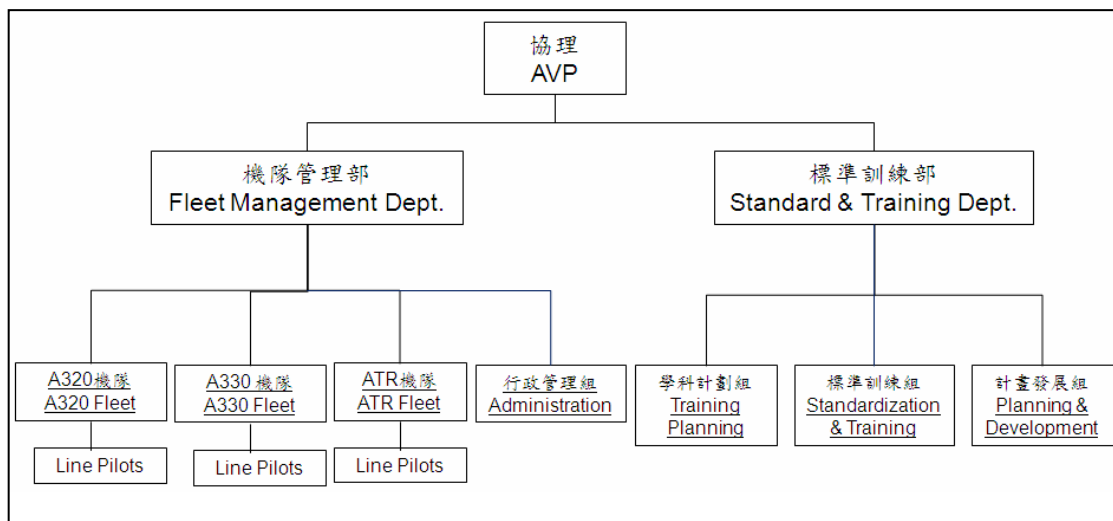 協理
AVP
機隊管理部
Fleet Management Dept.
標準訓練部
Standard & Training Dept.
A320機隊
A320 Fleet
A330 機隊
A330 Fleet
ATR機隊
ATR Fleet
行政管理組
Administration
學科計劃組
Training
Planning
標準訓練組
Standardization
& Training
計畫發展組
Planning &
Development
Line Pilots
Line Pilots
Line Pilots